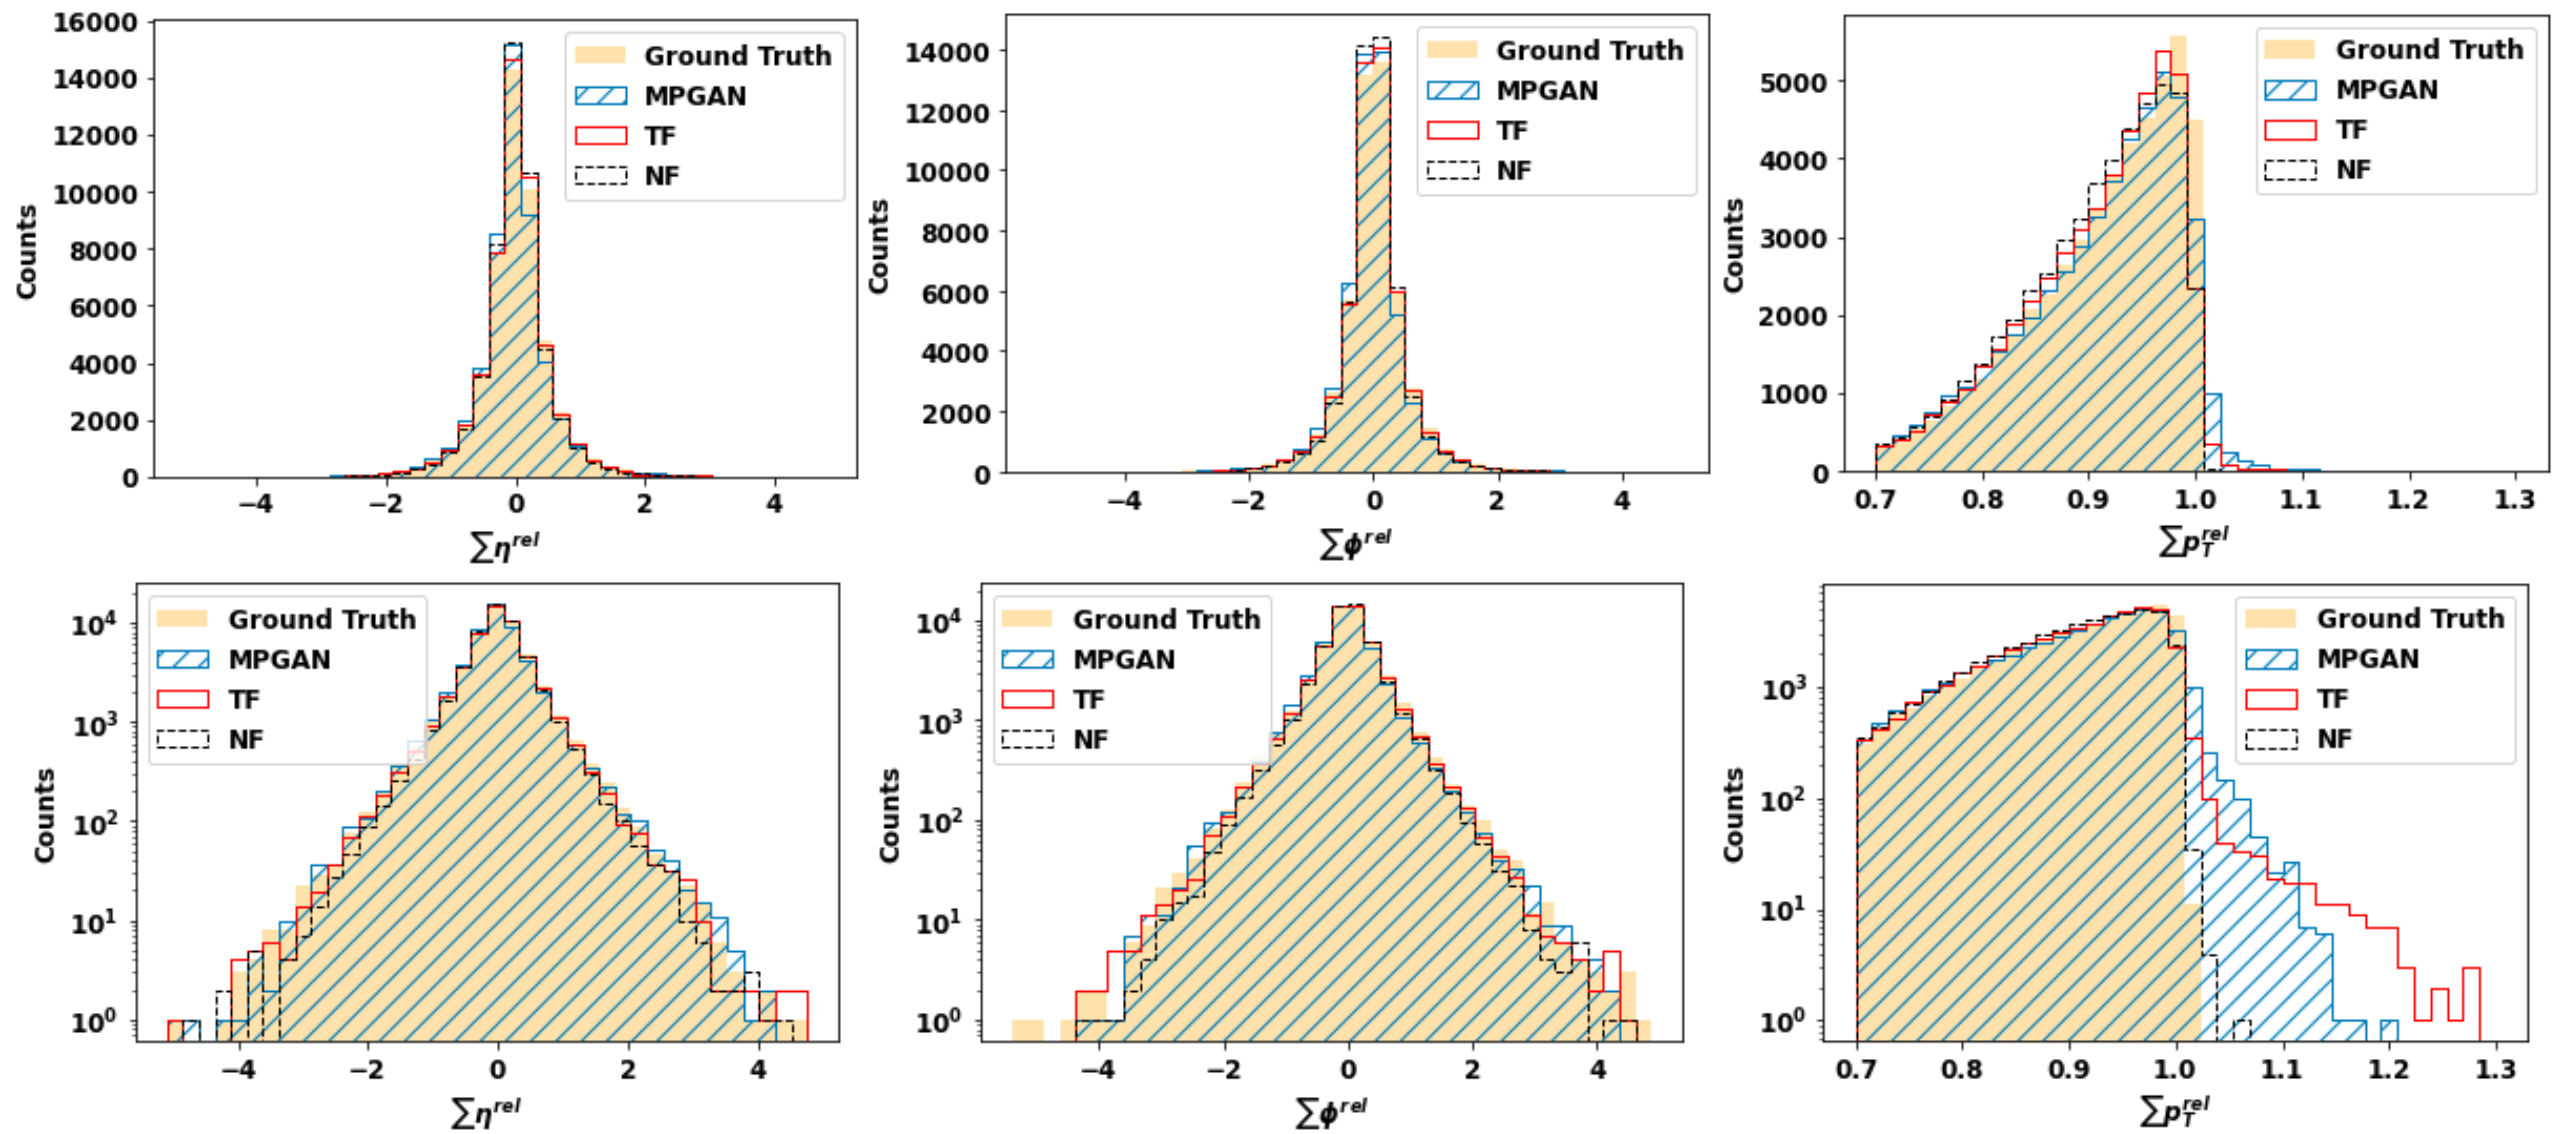 16000
14000
12000
10000
8000
6000
4000
2000
0
Counts
−4 −2 0 2 4
∑η^rel
Ground Truth
MPGAN
TF
NF
14000
12000
10000
8000
6000
4000
2000
0
Counts
−4 −2 0 2 4
∑ϕ^rel
Ground Truth
MPGAN
TF
NF
5000
4000
3000
2000
1000
0
Counts
0.7 0.8 0.9 1.0 1.1 1.2 1.3
∑p_T^rel
Ground Truth
MPGAN
TF
NF
10^4
10^3
10^2
10^1
10^0
Counts
−4 −2 0 2 4
∑η^rel
Ground Truth
MPGAN
TF
NF
10^4
10^3
10^2
10^1
10^0
Counts
−4 −2 0 2 4
∑ϕ^rel
Ground Truth
MPGAN
TF
NF
10^3
10^2
10^1
10^0
Counts
0.7 0.8 0.9 1.0 1.1 1.2 1.3
∑p_T^rel
Ground Truth
MPGAN
TF
NF